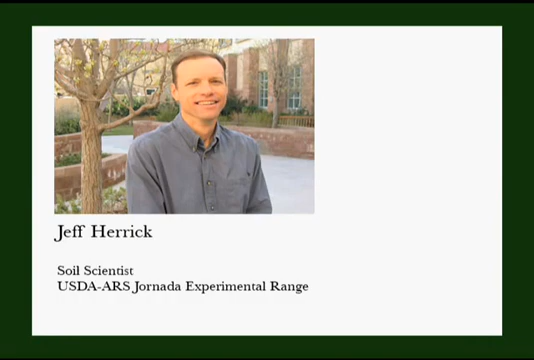 Jeff Herrick
Soil Scientist
USDA-ARS Jornada Experimental Range